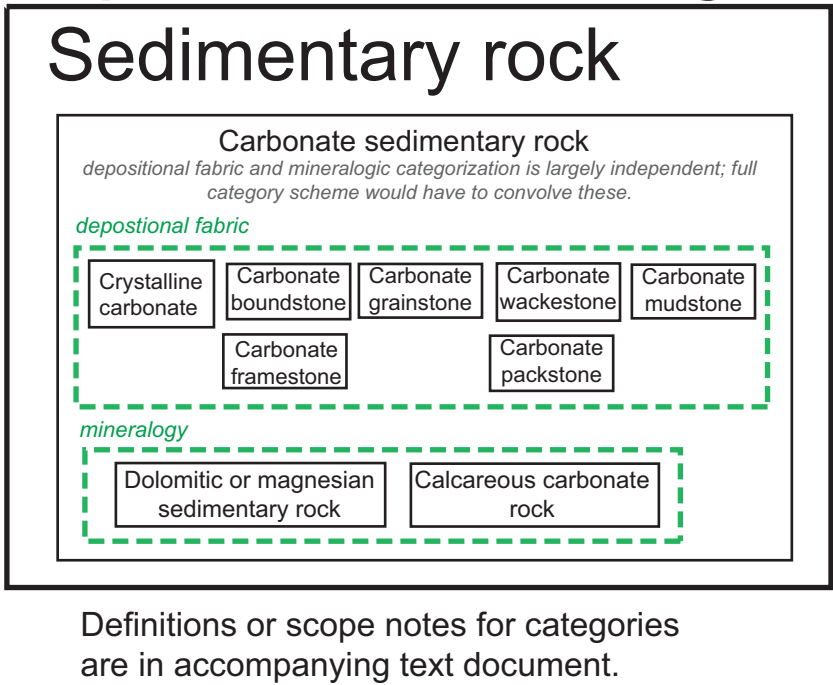 Sedimentary rock
Carbonate sedimentary rock
depositional fabric and mineralogic categorization is largely independent; full
category scheme would have to convolve these.
depostional fabric
Crystalline
carbonate
Carbonate
boundstone
Carbonate
grainstone
Carbonate
wackestone
Carbonate
mudstone
Carbonate
framestone
Carbonate
packstone
mineralogy
Dolomitic or magnesian
sedimentary rock
Calcareous carbonate
rock
Definitions or scope notes for categories
are in accompanying text document.